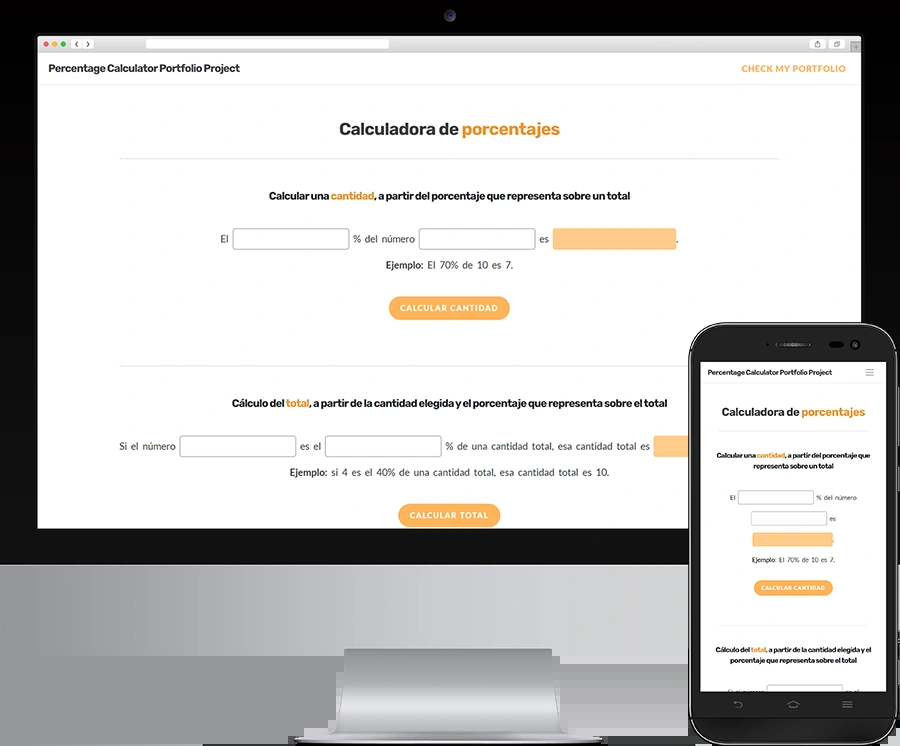 Percentage Calculator Portfolio Project
CHECK MY PORTFOLIO
Calculadora de porcentajes
Calcular una cantidad, a partir del porcentaje que representa sobre un total
El % del número es .
Ejemplo: El 70% de 10 es 7.
CALCULAR CANTIDAD
Cálculo del total, a partir de la cantidad elegida y el porcentaje que representa sobre el total
Si el número es el % de una cantidad total, esa cantidad total es
Ejemplo: si 4 es el 40% de una cantidad total, esa cantidad total es 10.
CALCULAR TOTAL
Percentage Calculator Portfolio Project
Calculadora de porcentajes
Calcular una cantidad, a partir del porcentaje que
representa sobre un total
El % del número
es
.
Ejemplo: El 70% de 10 es 7.
CALCULAR CANTIDAD
Cálculo del total, a partir de la cantidad elegida y el
porcentaje que representa sobre el total
Si el número es el